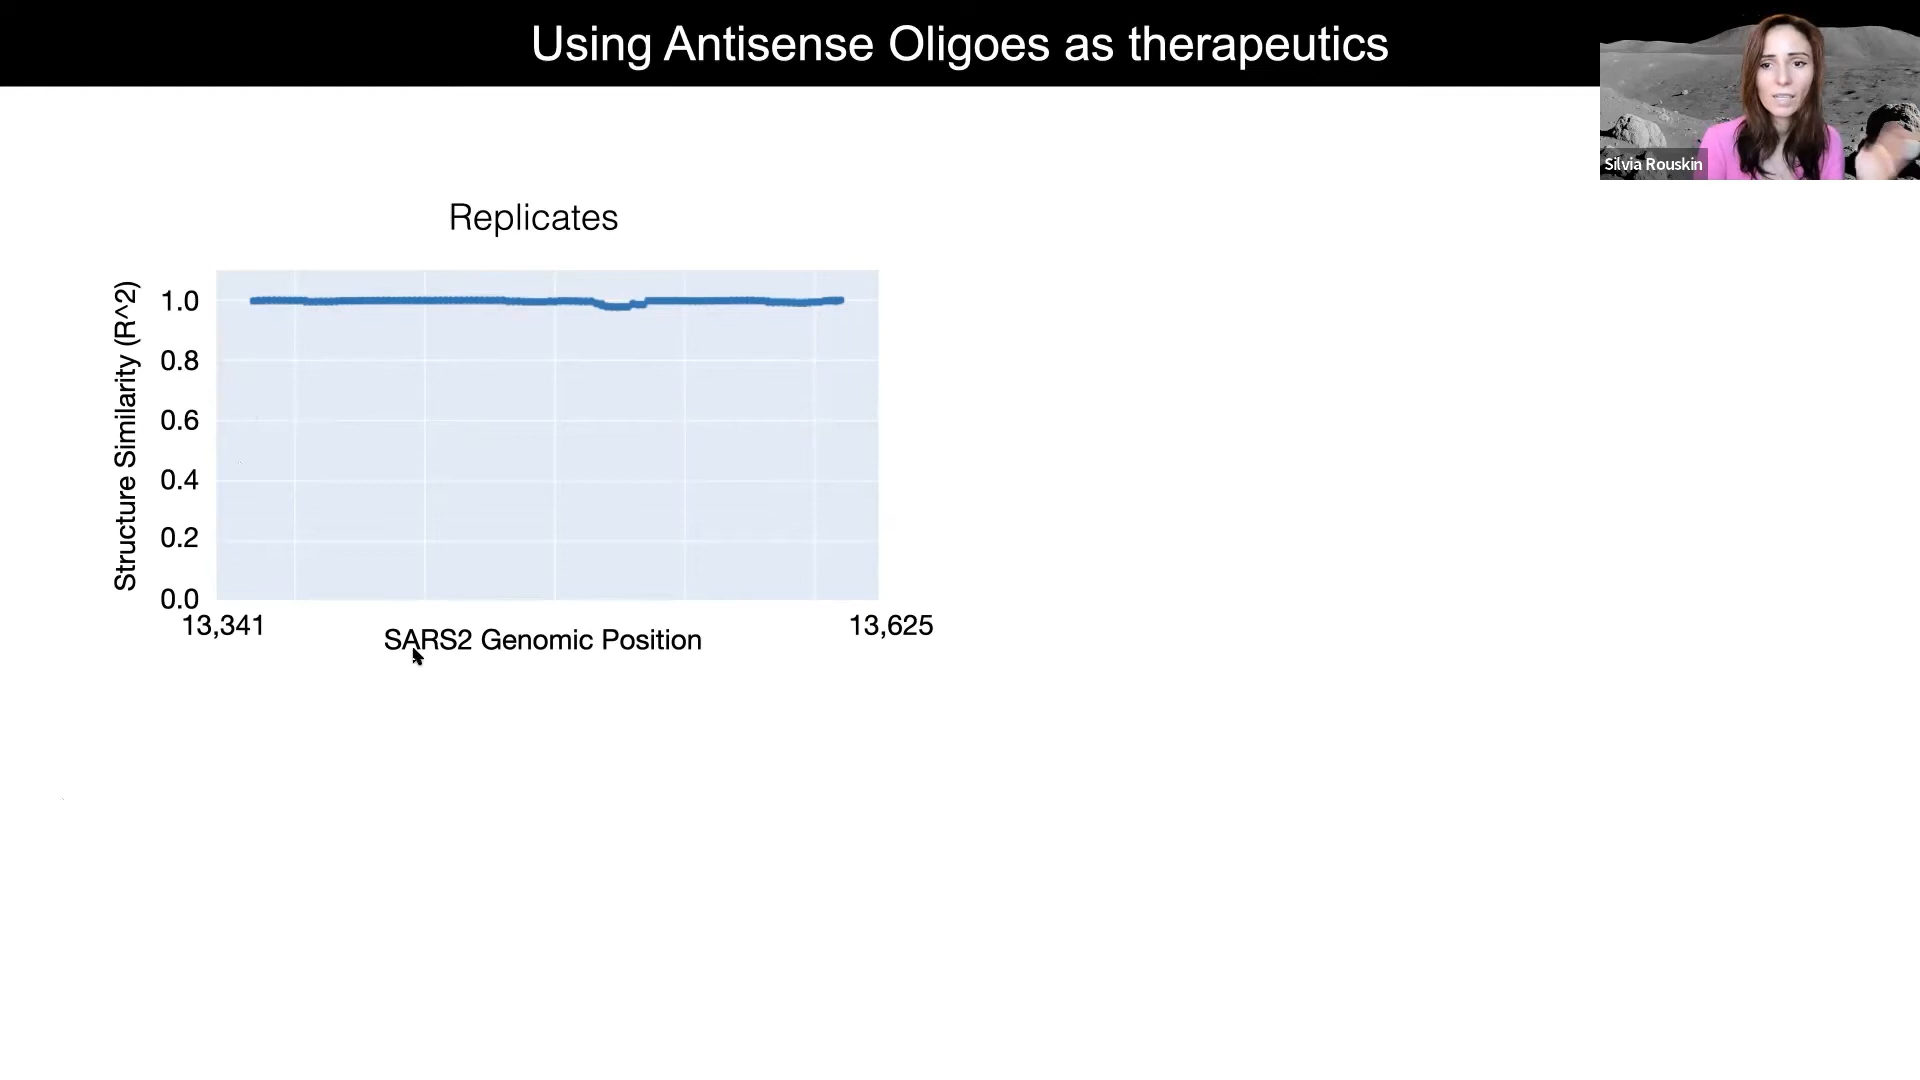 Using Antisense Oligoes as therapeutics
Silvia Rouskin
Replicates
Structure Similarity (R^2)
1.0
0.8
0.6
0.4
0.2
0.0
13,341
13,625
SARS2 Genomic Position